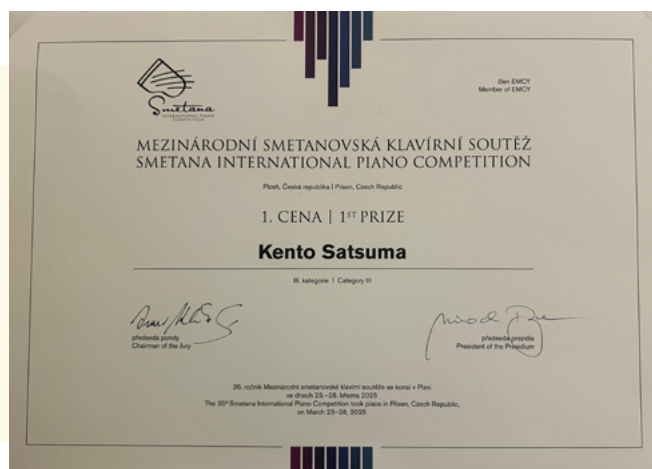 Smetana
INTERNATIONAL PIANO
COMPETITION
člen EMCY
Member of EMCY
MEZINÁRODNÍ SMETANOVSKÁ KLAVÍRNÍ SOUTĚŽ
SMETANA INTERNATIONAL PIANO COMPETITION
Plzeň, Česká republika | Pilsen, Czech Republic
1. CENA | 1ST PRIZE
Kento Satsuma
III. kategorie | Category III
předseda poroty
Chairman of the Jury
předseda prezidia
President of the Presidium
ročník Mezinárodní smetanovské klavírní soutěže se konal v Plzni
ve dnech 23.–28. března 2025
The Smetana International Piano Competition took place in Pilsen, Czech Republic,
on March 23–28, 2025